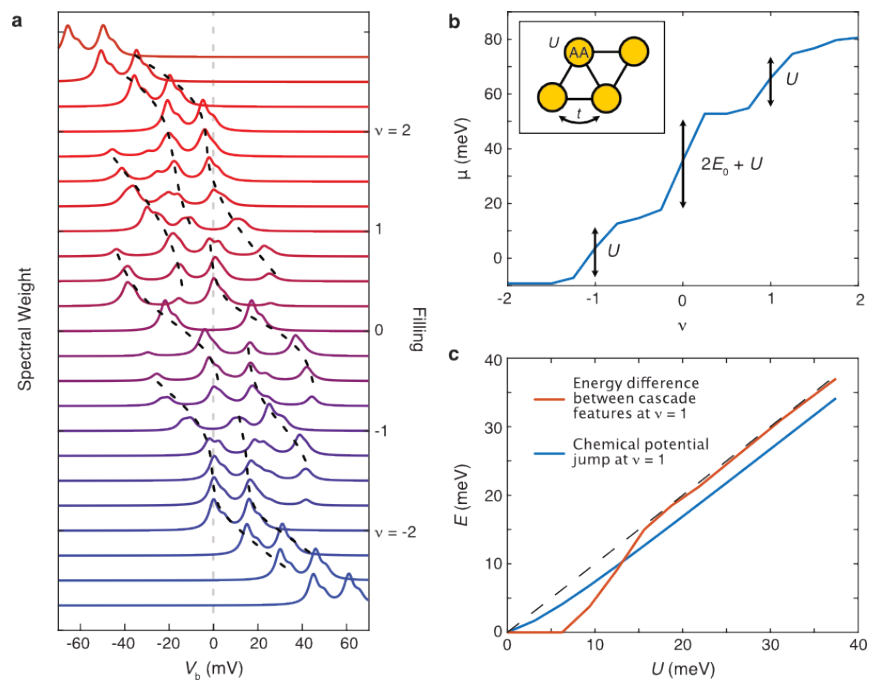 a
Spectral Weight
-60 -40 -20 0 20 40 60
V_b (mV)
ν = 2
1
0
-1
ν = -2
Filling
b
μ (meV)
80
60
40
20
0
-2 -1 0 1 2
ν
U
AA
t
U
2E_0 + U
U
c
E (meV)
40
30
20
10
0
0 10 20 30 40
U (meV)
Energy difference
between cascade
features at ν = 1
Chemical potential
jump at ν = 1